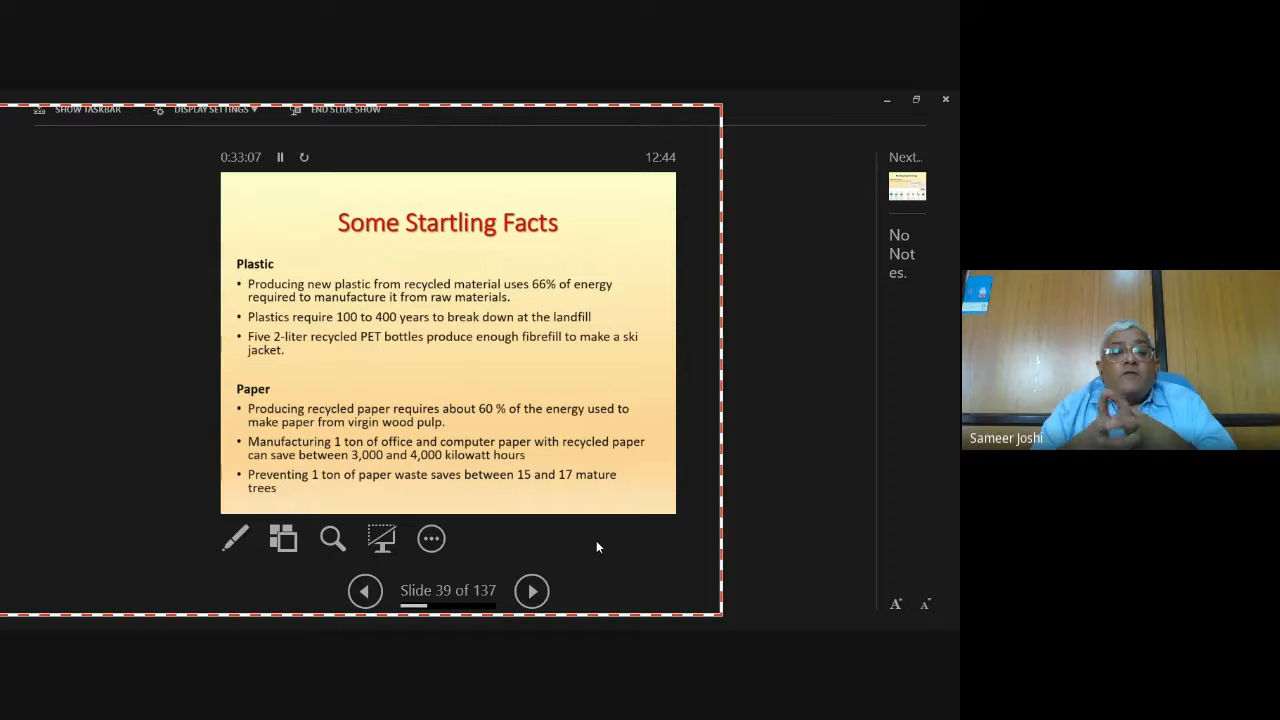 SHOW TASKBAR
DISPLAY SETTINGS ▾
END SLIDE SHOW
0:33:07
12:44
Next...
Some Startling Facts
Plastic
• Producing new plastic from recycled material uses 66% of energy
required to manufacture it from raw materials.
• Plastics require 100 to 400 years to break down at the landfill
• Five 2-liter recycled PET bottles produce enough fibrefill to make a ski
jacket.
Paper
• Producing recycled paper requires about 60 % of the energy used to
make paper from virgin wood pulp.
• Manufacturing 1 ton of office and computer paper with recycled paper
can save between 3,000 and 4,000 kilowatt hours
• Preventing 1 ton of paper waste saves between 15 and 17 mature
trees
No
Not
es.
Slide 39 of 137
A
A
Sameer Joshi